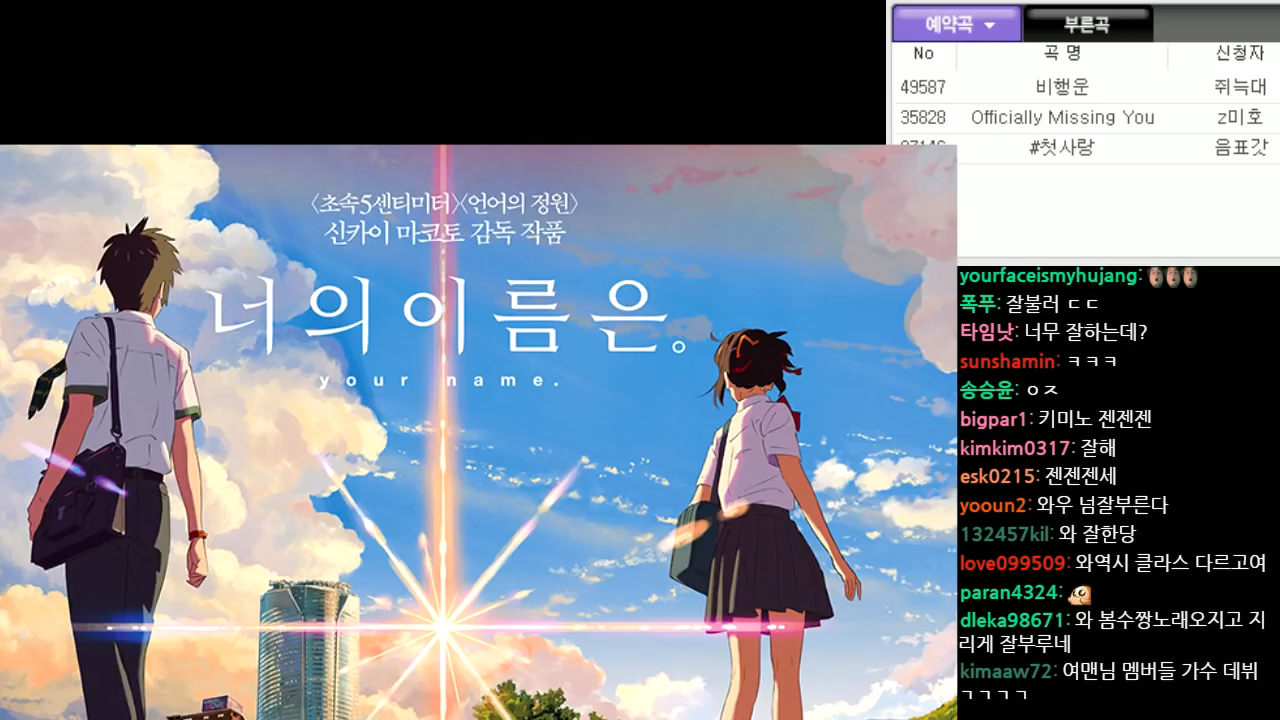 예약곡
부른곡
No 곡 명 신청자
49587 비행운 쥐늑대
35828 Officially Missing You z미호
#첫사랑 음표갓
〈초속5센티미터〉〈언어의 정원〉
신카이 마코토 감독 작품
너의 이름은。
your name.
yourfaceismyhujang:
폭푸: 잘불러 ㄷㄷ
타임낫: 너무 잘하는데?
sunshamin: ㅋㅋㅋ
송승윤: ㅇㅈ
bigpar1: 키미노 젠젠젠
kimkim0317: 잘해
esk0215: 젠젠젠세
yooun2: 와우 넘잘부른다
132457kil: 와 잘한당
love099509: 와역시 클라스 다르고여
paran4324:
dleka98671: 와 봄수짱노래오지고 지
리게 잘부루네
kimaaw72: 여맨님 멤버들 가수 데뷔
ㄱㄱㄱㄱ